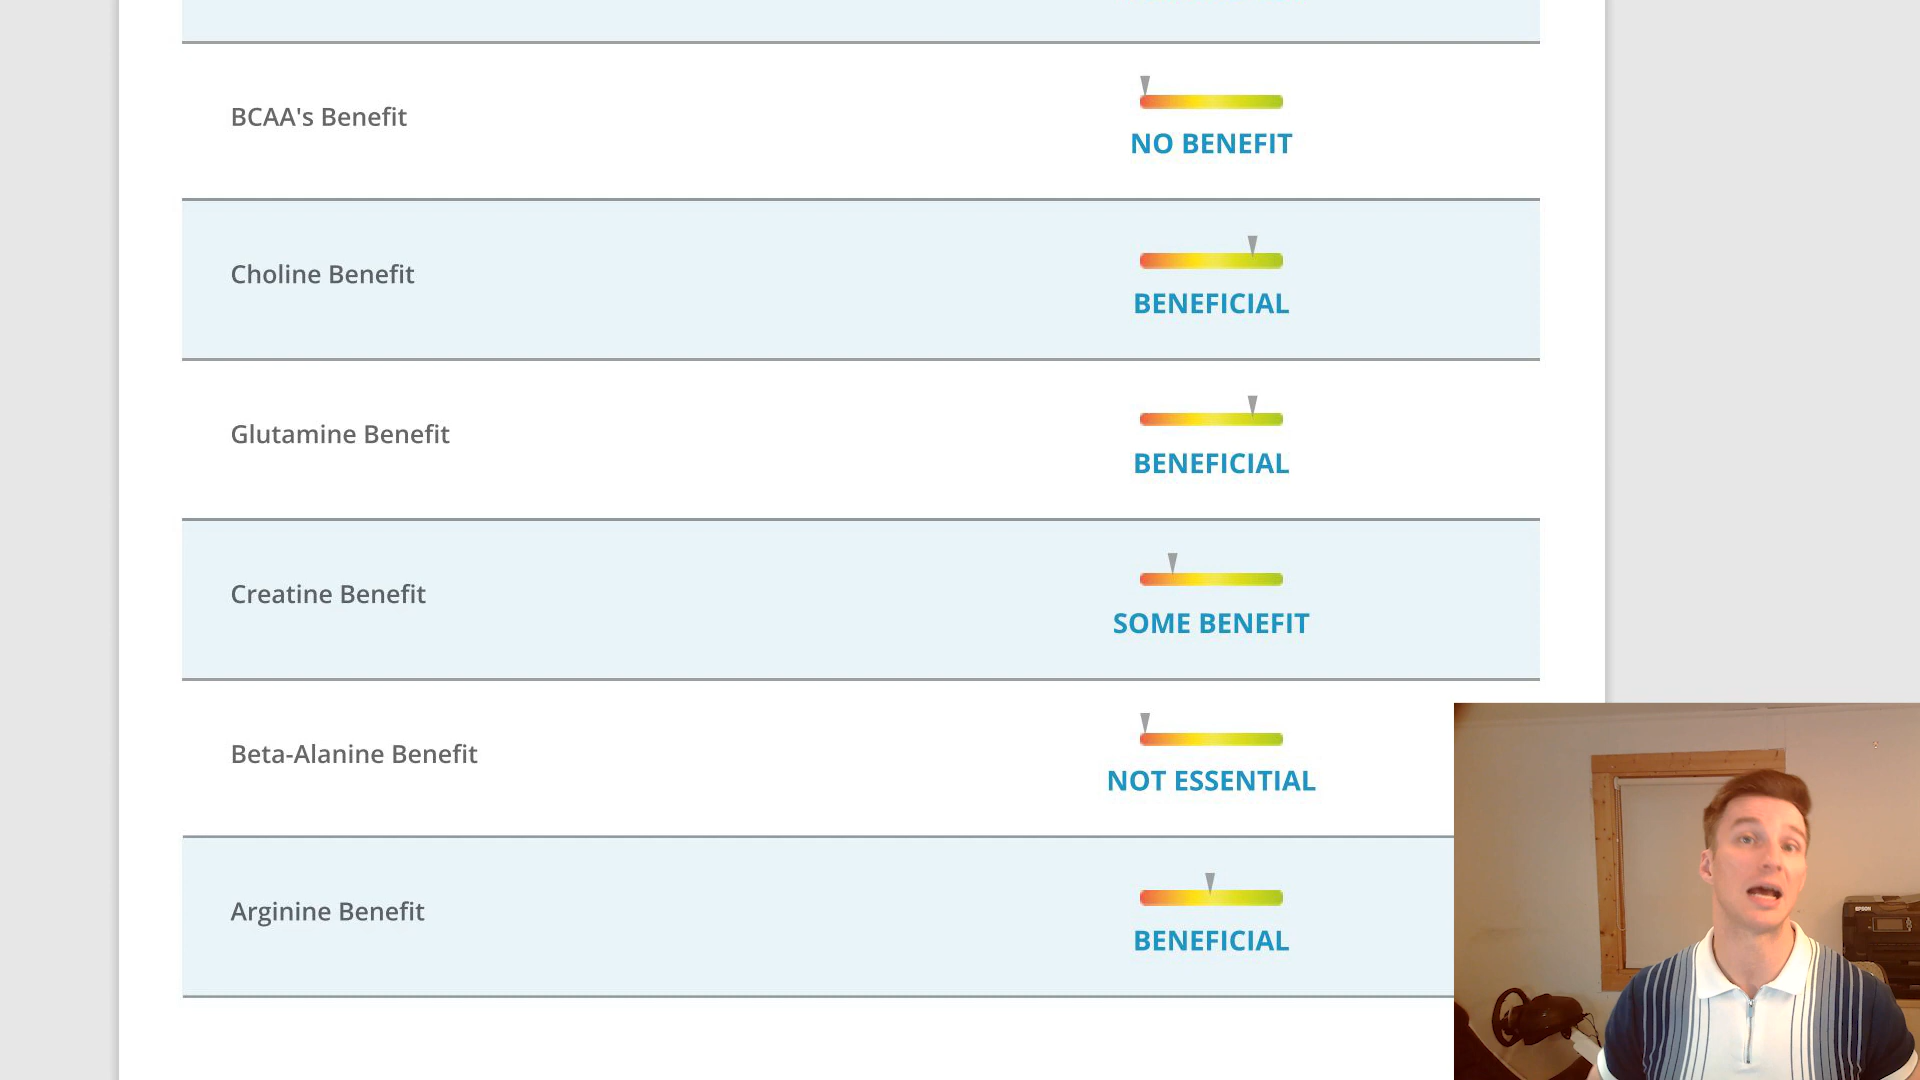 BCAA's Benefit
NO BENEFIT
Choline Benefit
BENEFICIAL
Glutamine Benefit
BENEFICIAL
Creatine Benefit
SOME BENEFIT
Beta-Alanine Benefit
NOT ESSENTIAL
Arginine Benefit
BENEFICIAL
EPSON